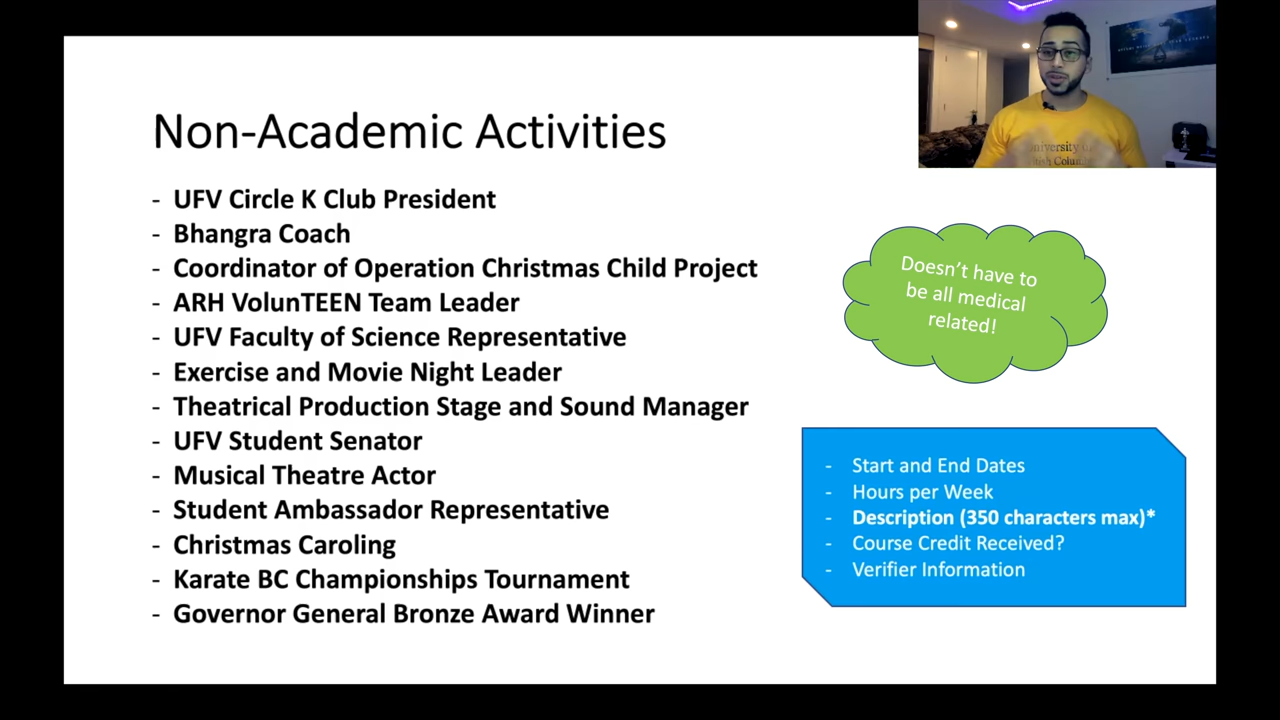 Non-Academic Activities
- UFV Circle K Club President
- Bhangra Coach
- Coordinator of Operation Christmas Child Project
- ARH VolunTEEN Team Leader
- UFV Faculty of Science Representative
- Exercise and Movie Night Leader
- Theatrical Production Stage and Sound Manager
- UFV Student Senator
- Musical Theatre Actor
- Student Ambassador Representative
- Christmas Caroling
- Karate BC Championships Tournament
- Governor General Bronze Award Winner
Doesn't have to
be all medical
related!
- Start and End Dates
- Hours per Week
- Description (350 characters max)*
- Course Credit Received?
- Verifier Information